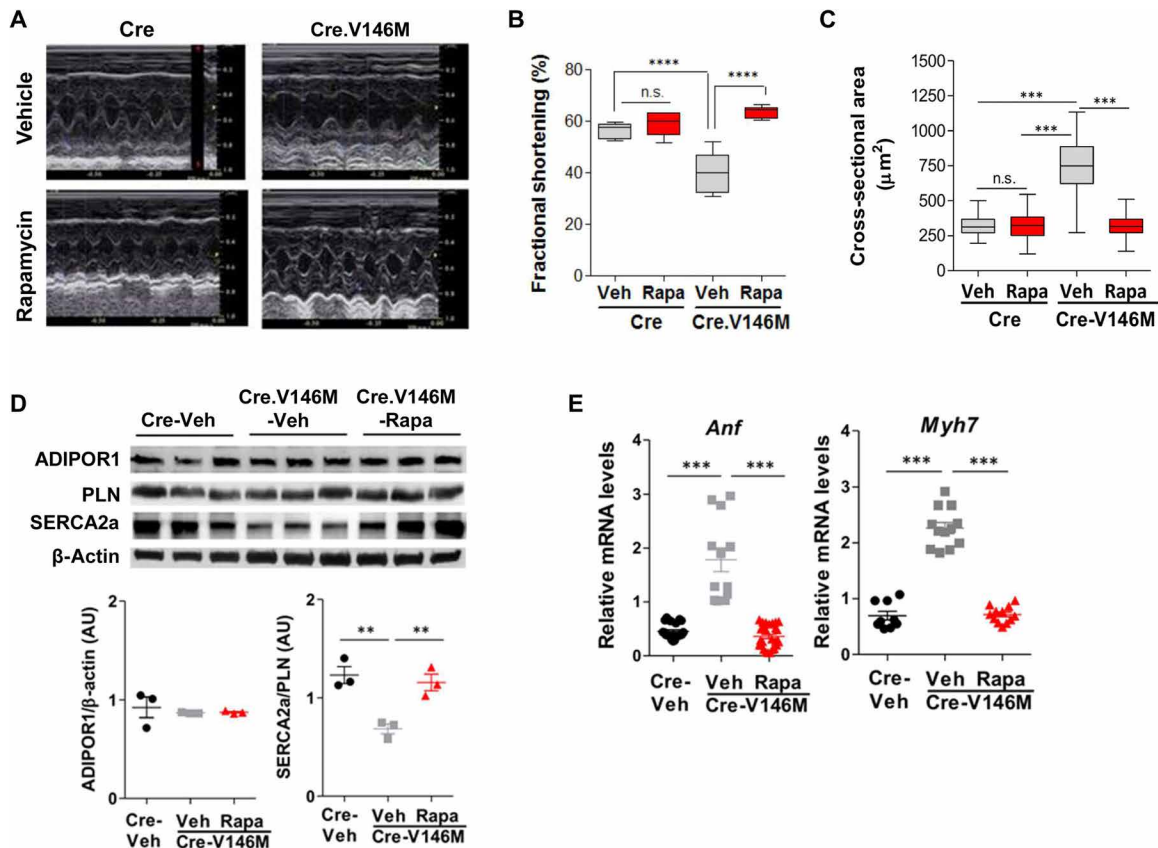 A
Cre
Cre.V146M
Vehicle
Rapamycin
B
Fractional shortening (%)
80
60
40
20
0
n.s.
****
****
Veh Rapa Veh Rapa
Cre Cre.V146M
C
Cross-sectional area
(μm²)
1500
1250
1000
750
500
250
0
n.s.
***
***
***
Veh Rapa Veh Rapa
Cre Cre-V146M
D
Cre-Veh
Cre.V146M
-Veh
Cre.V146M
-Rapa
ADIPOR1
PLN
SERCA2a
β-Actin
ADIPOR1/β-actin (AU)
2
1
0
Cre-
Veh
Veh Rapa
Cre-V146M
SERCA2a/PLN (AU)
2
1
0
** **
Cre-
Veh
Veh Rapa
Cre-V146M
E
Anf
Relative mRNA levels
4
3
2
1
0
*** ***
Cre-
Veh
Veh Rapa
Cre-V146M
Myh7
Relative mRNA levels
4
3
2
1
0
*** ***
Cre-
Veh
Veh Rapa
Cre-V146M